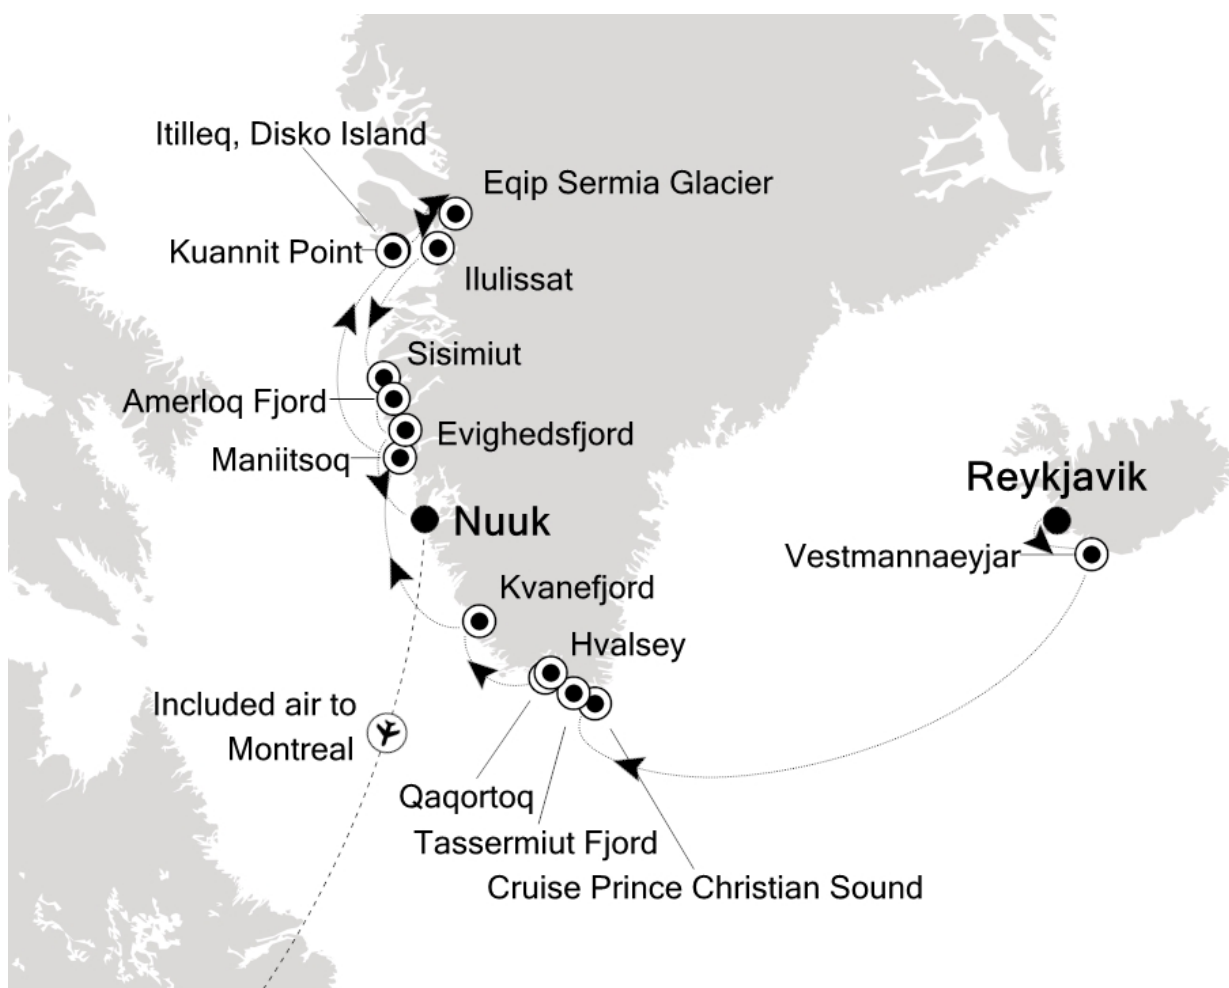 Itilleq, Disko Island
Eqip Sermia Glacier
Kuannit Point
Ilulissat
Sisimiut
Amerloq Fjord
Evighedsfjord
Maniitsoq
Reykjavik
Nuuk
Vestmannaeyjar
Kvanefjord
Hvalsey
Included air to
Montreal
Qaqortoq
Tassermiut Fjord
Cruise Prince Christian Sound